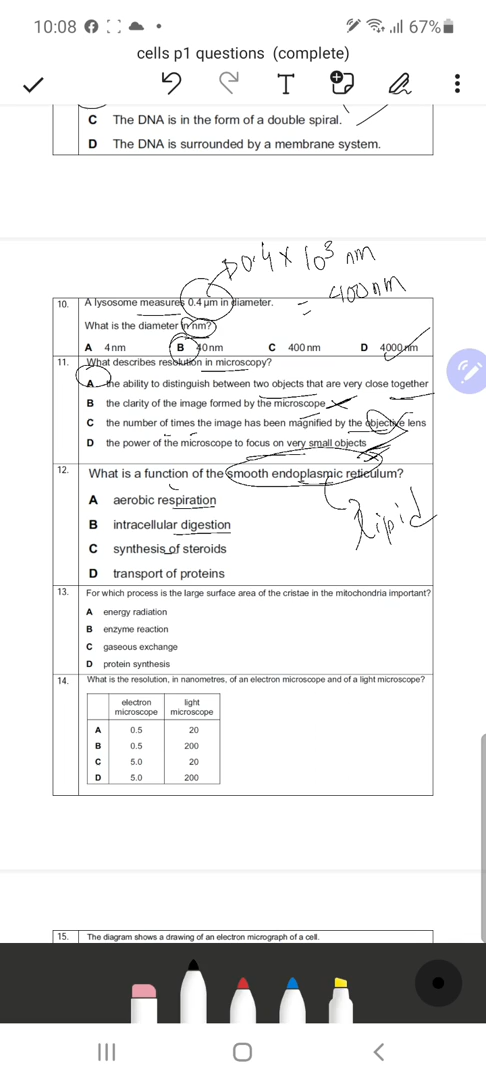 10:08 67%
cells p1 questions (complete)
T
C The DNA is in the form of a double spiral.
D The DNA is surrounded by a membrane system.
0.4 × 10³ nm
= 400nm
10. A lysosome measures 0.4 µm in diameter.
What is the diameter in nm?
A 4 nm B 40nm C 400 nm D 4000 nm
11. What describes resolution in microscopy?
A the ability to distinguish between two objects that are very close together
B the clarity of the image formed by the microscope
C the number of times the image has been magnified by the objective lens
D the power of the microscope to focus on very small objects
12. What is a function of the smooth endoplasmic reticulum?
A aerobic respiration
lipid
B intracellular digestion
C synthesis of steroids
D transport of proteins
13. For which process is the large surface area of the cristae in the mitochondria important?
A energy radiation
B enzyme reaction
C gaseous exchange
D protein synthesis
14. What is the resolution, in nanometres, of an electron microscope and of a light microscope?
electron microscope light microscope
A 0.5 20
B 0.5 200
C 5.0 20
D 5.0 200
15. The diagram shows a drawing of an electron micrograph of a cell.